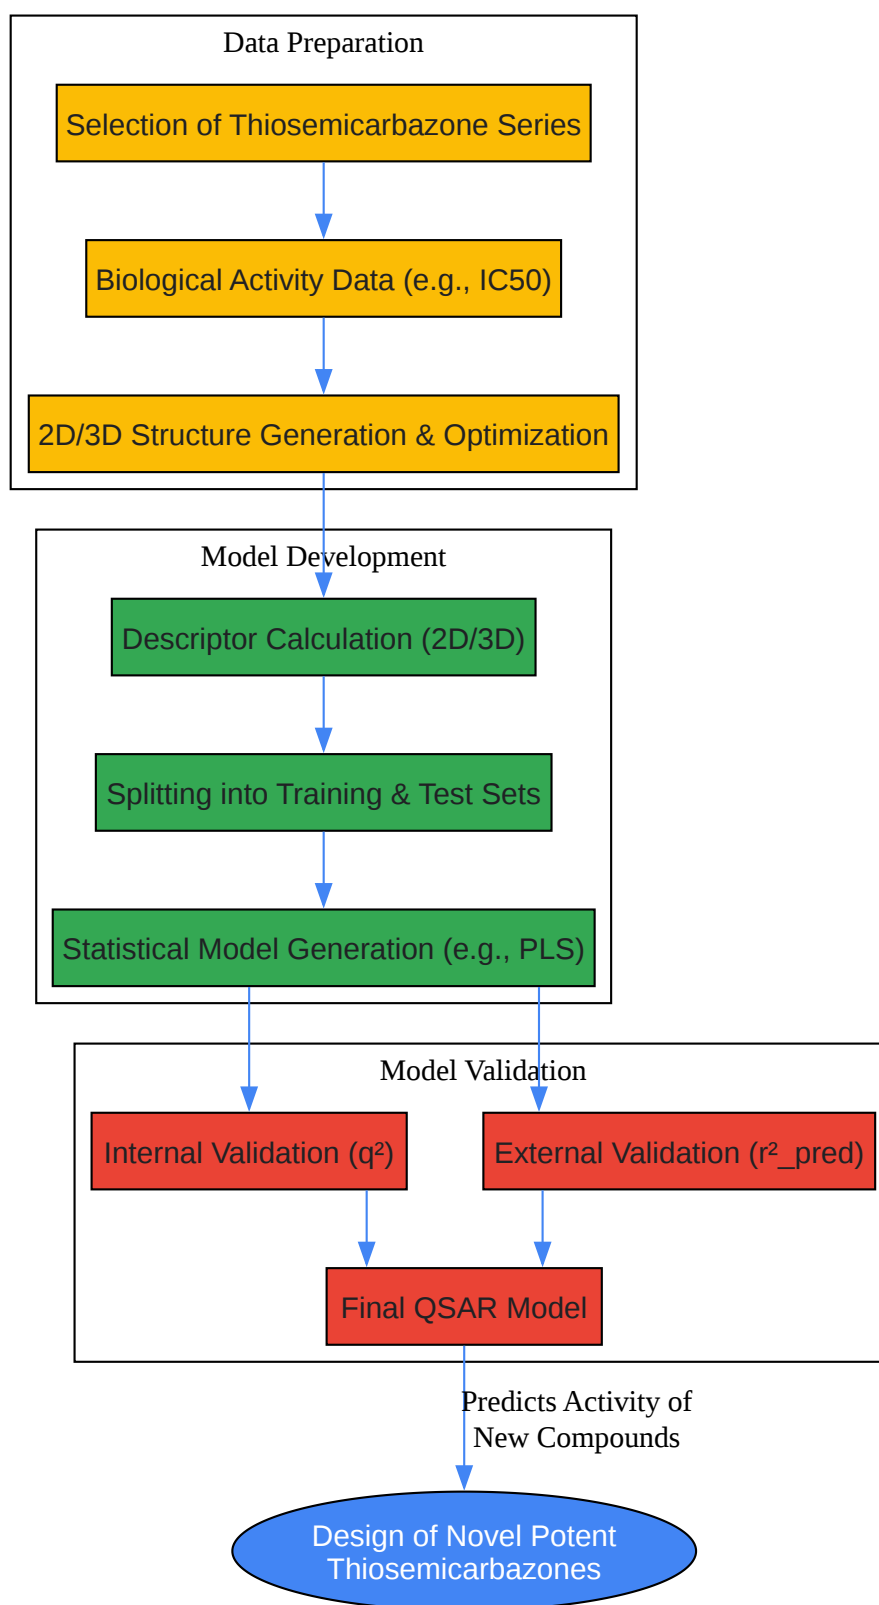 Data Preparation
Selection of Thiosemicarbazone Series
Biological Activity Data (e.g., IC50)
2D/3D Structure Generation & Optimization
Model Development
Descriptor Calculation (2D/3D)
Splitting into Training & Test Sets
Statistical Model Generation (e.g., PLS)
Model Validation
Internal Validation (q²)
External Validation (r²_pred)
Final QSAR Model
Predicts Activity of
New Compounds
Design of Novel Potent
Thiosemicarbazones